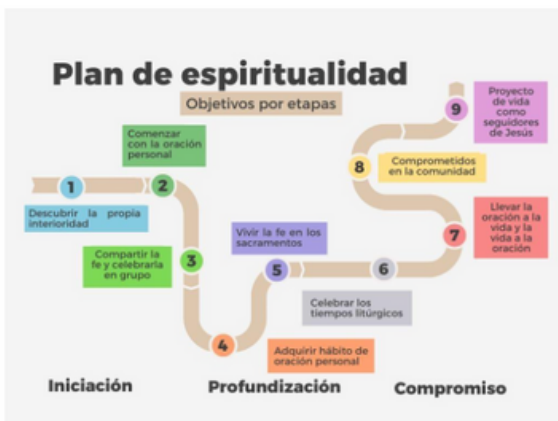 Plan de espiritualidad
Objetivos por etapas
1
Descubrir la propia
interioridad
2
Comenzar
con la oración
personal
3
Compartir la
fe y celebrarla
en grupo
4
Adquirir hábito de
oración personal
5
Vivir la fe en los
sacramentos
6
Celebrar los
tiempos litúrgicos
7
Llevar la
oración a la
vida y la vida
a la oración
8
Comprometidos
en la comunidad
9
Proyecto
de vida
como
seguidores
de Jesús
Iniciación
Profundización
Compromiso